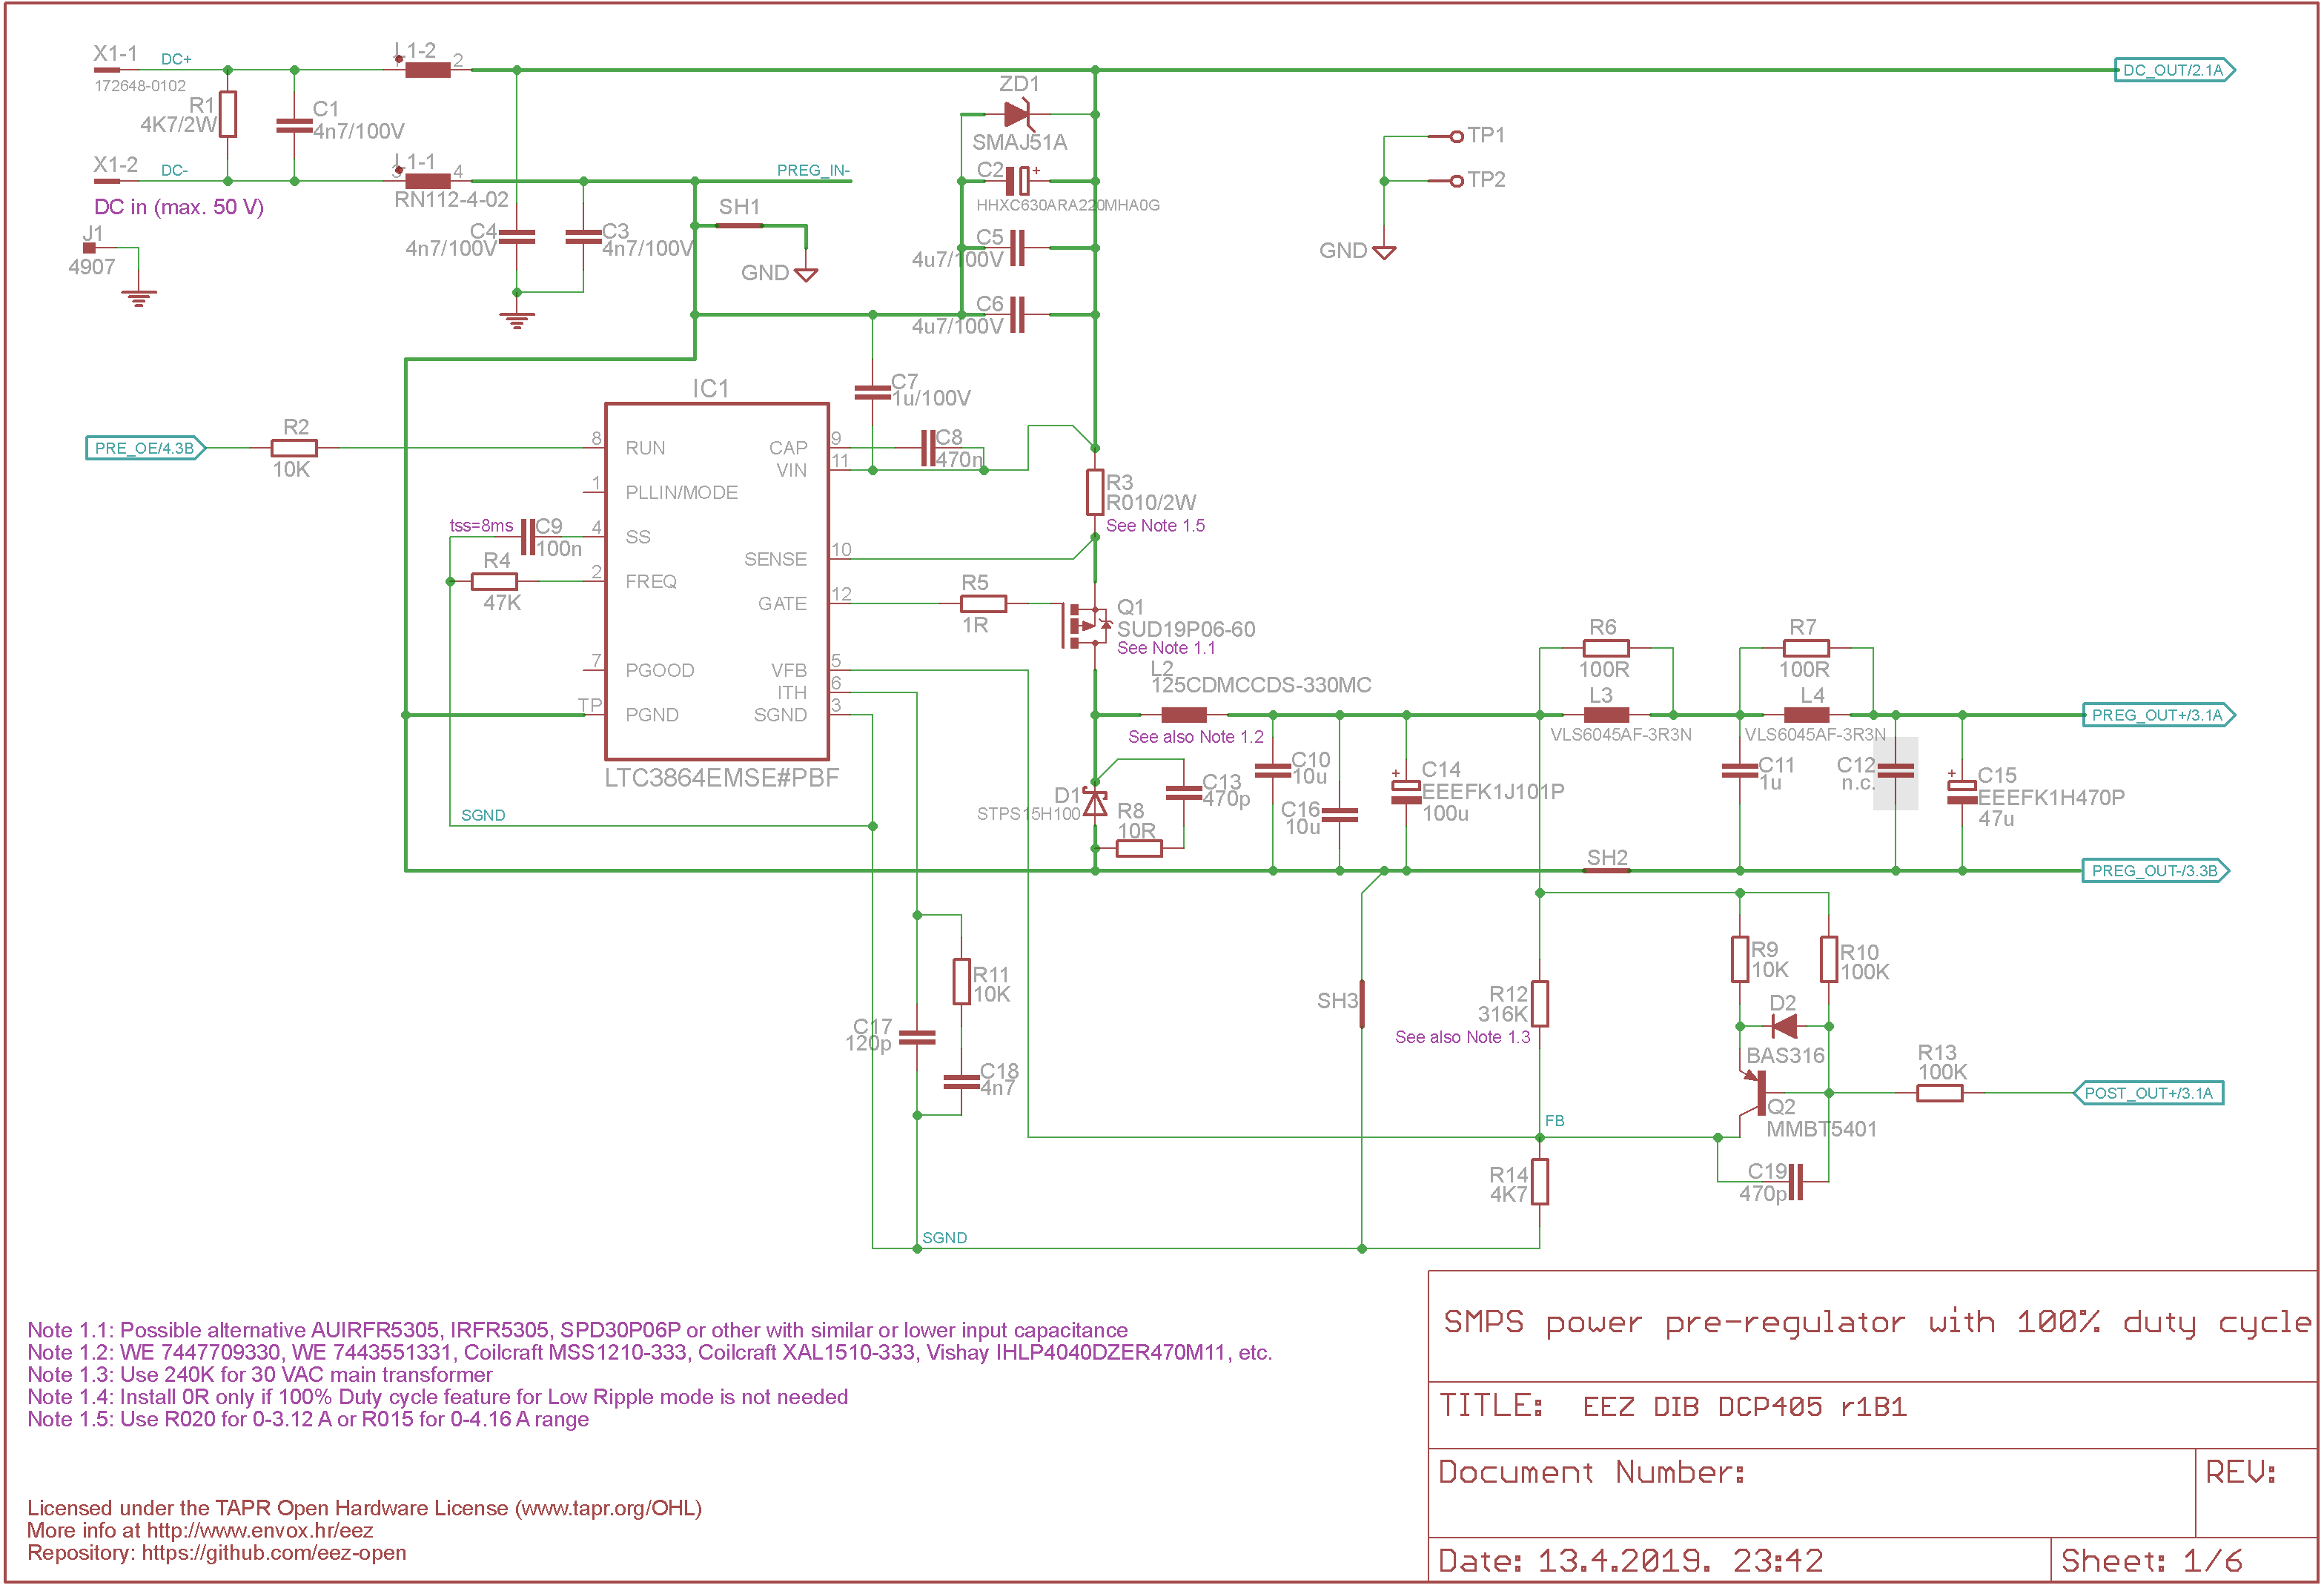 X1-1
DC+
172648-0102
R1
4K7/2W
C1
4n7/100V
L1-2
1
2
X1-2
DC-
L1-1
3
4
RN112-4-02
DC in (max. 50 V)
J1
4907
C4
4n7/100V
C3
4n7/100V
PREG_IN-
SH1
GND
ZD1
SMAJ51A
C2
+
HHXC630ARA220MHA0G
C5
4u7/100V
C6
4u7/100V
DC_OUT/2.1A
TP1
TP2
GND
C7
1u/100V
IC1
PRE_OE/4.3B
R2
10K
8
RUN
1
PLLIN/MODE
tss=8ms
C9
100n
4
SS
R4
47K
2
FREQ
7
PGOOD
TP
PGND
CAP
9
VIN
11
SENSE
10
GATE
12
VFB
5
ITH
6
SGND
3
LTC3864EMSE#PBF
C8
470n
R3
R010/2W
See Note 1.5
R5
1R
Q1
SUD19P06-60
See Note 1.1
L2
125CDMCCDS-330MC
See also Note 1.2
R6
100R
L3
VLS6045AF-3R3N
R7
100R
L4
VLS6045AF-3R3N
PREG_OUT+/3.1A
D1
STPS15H100
C13
470p
R8
10R
C10
10u
C16
10u
+
C14
EEEFK1J101P
100u
C11
1u
C12
n.c.
+
C15
EEEFK1H470P
47u
SGND
SH2
PREG_OUT-/3.3B
R11
10K
C17
120p
C18
4n7
SH3
R12
316K
See also Note 1.3
R9
10K
R10
100K
D2
BAS316
R13
100K
POST_OUT+/3.1A
Q2
MMBT5401
FB
C19
470p
R14
4K7
SGND
Note 1.1: Possible alternative AUIRFR5305, IRFR5305, SPD30P06P or other with similar or lower input capacitance
Note 1.2: WE 7447709330, WE 7443551331, Coilcraft MSS1210-333, Coilcraft XAL1510-333, Vishay IHLP4040DZER470M11, etc.
Note 1.3: Use 240K for 30 VAC main transformer
Note 1.4: Install 0R only if 100% Duty cycle feature for Low Ripple mode is not needed
Note 1.5: Use R020 for 0-3.12 A or R015 for 0-4.16 A range
Licensed under the TAPR Open Hardware License (www.tapr.org/OHL)
More info at http://www.envox.hr/eez
Repository: https://github.com/eez-open
SMPS power pre-regulator with 100% duty cycle
TITLE: EEZ DIB DCP405 r1B1
Document Number:
REV:
Date: 13.4.2019. 23:42
Sheet: 1/6